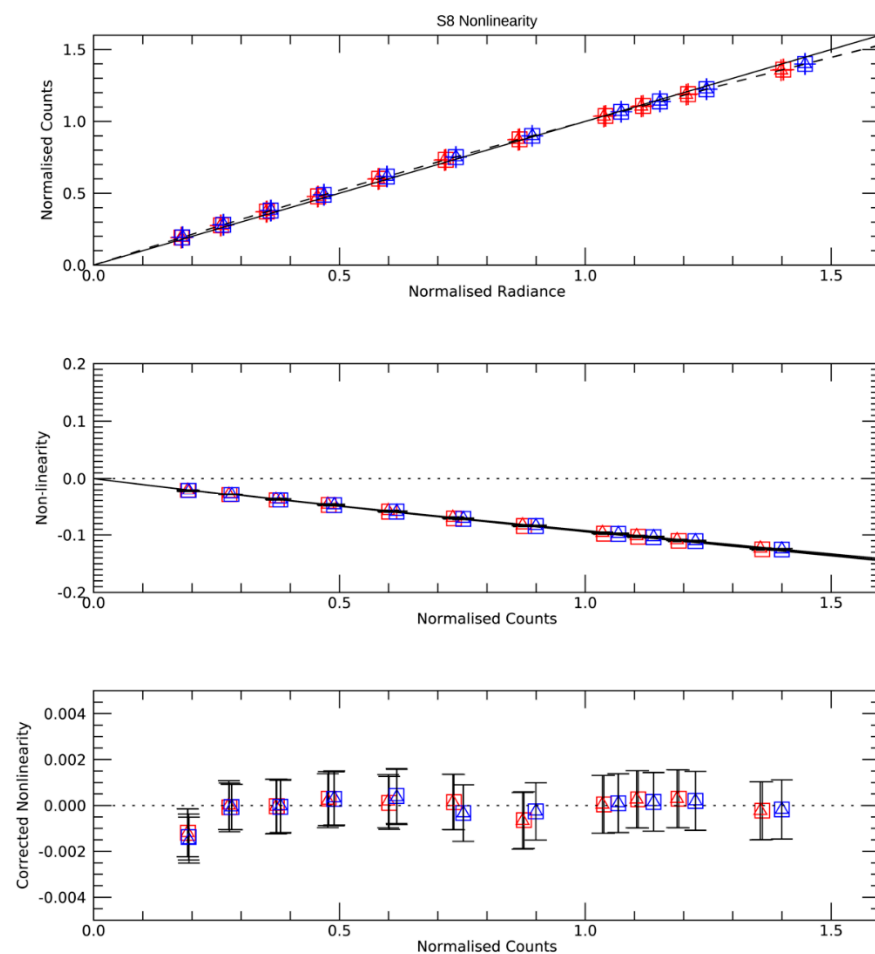 S8 Nonlinearity
1.5
1.0
0.5
0.0
Normalised Counts
0.0 0.5 1.0 1.5
Normalised Radiance
0.2
0.1
0.0
-0.1
-0.2
Non-linearity
0.0 0.5 1.0 1.5
Normalised Counts
0.004
0.002
0.000
-0.002
-0.004
Corrected Nonlinearity
0.0 0.5 1.0 1.5
Normalised Counts